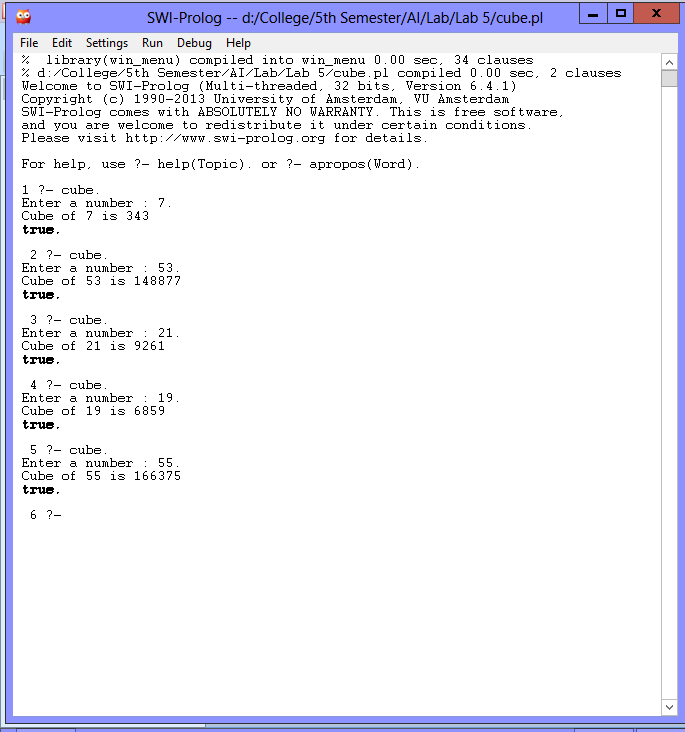 SWI-Prolog -- d:/College/5th Semester/AI/Lab/Lab 5/cube.pl
File Edit Settings Run Debug Help
%  library(win_menu) compiled into win_menu 0.00 sec, 34 clauses
% d:/College/5th Semester/AI/Lab/Lab 5/cube.pl compiled 0.00 sec, 2 clauses
Welcome to SWI-Prolog (Multi-threaded, 32 bits, Version 6.4.1)
Copyright (c) 1990-2013 University of Amsterdam, VU Amsterdam
SWI-Prolog comes with ABSOLUTELY NO WARRANTY. This is free software,
and you are welcome to redistribute it under certain conditions.
Please visit http://www.swi-prolog.org for details.
For help, use ?- help(Topic). or ?- apropos(Word).
1 ?- cube.
Enter a number : 7.
Cube of 7 is 343
true.
2 ?- cube.
Enter a number : 53.
Cube of 53 is 148877
true.
3 ?- cube.
Enter a number : 21.
Cube of 21 is 9261
true.
4 ?- cube.
Enter a number : 19.
Cube of 19 is 6859
true.
5 ?- cube.
Enter a number : 55.
Cube of 55 is 166375
true.
6 ?-